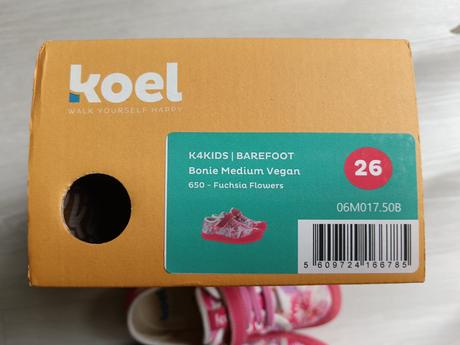 koel
WALK YOURSELF HAPPY
K4KIDS | BAREFOOT
Bonie Medium Vegan
650 - Fuchsia Flowers
26
06M017.50B
5 609724 166785